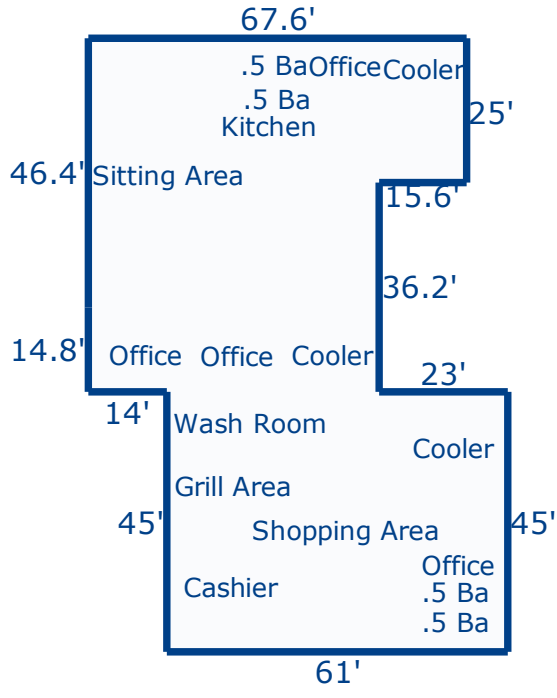 67.6'
.5 Ba Office Cooler
.5 Ba
Kitchen
25'
46.4' Sitting Area
15.6'
36.2'
14.8' Office Office Cooler
23'
14'
Wash Room
Cooler
Grill Area
45' Shopping Area 45'
Office
Cashier .5 Ba
.5 Ba
61'